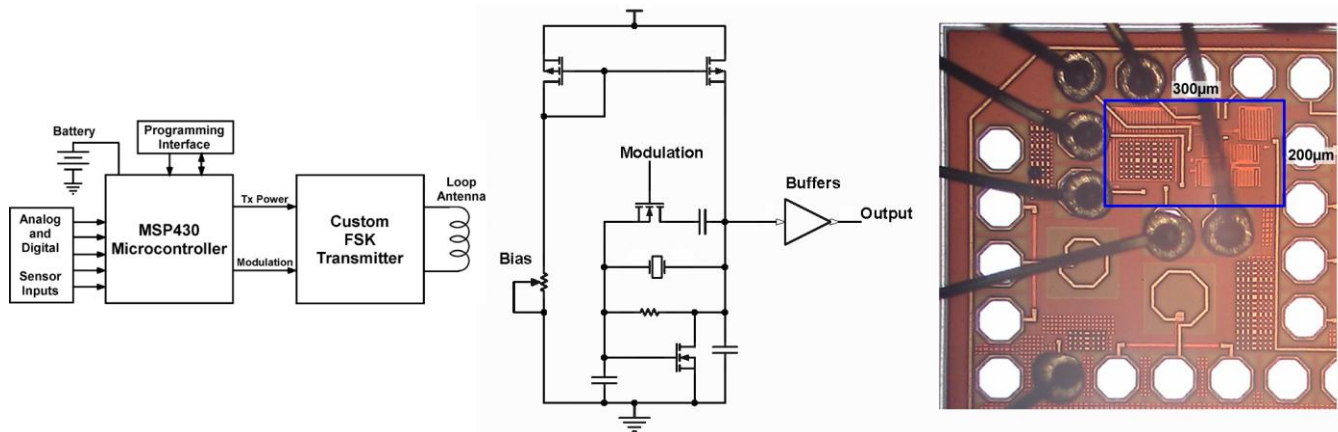 Battery
Programming
Interface
Analog
and
Digital
Sensor
Inputs
MSP430
Microcontroller
Tx Power
Modulation
Custom
FSK
Transmitter
Loop
Antenna
Modulation
Bias
Buffers
Output
300µm
200µm